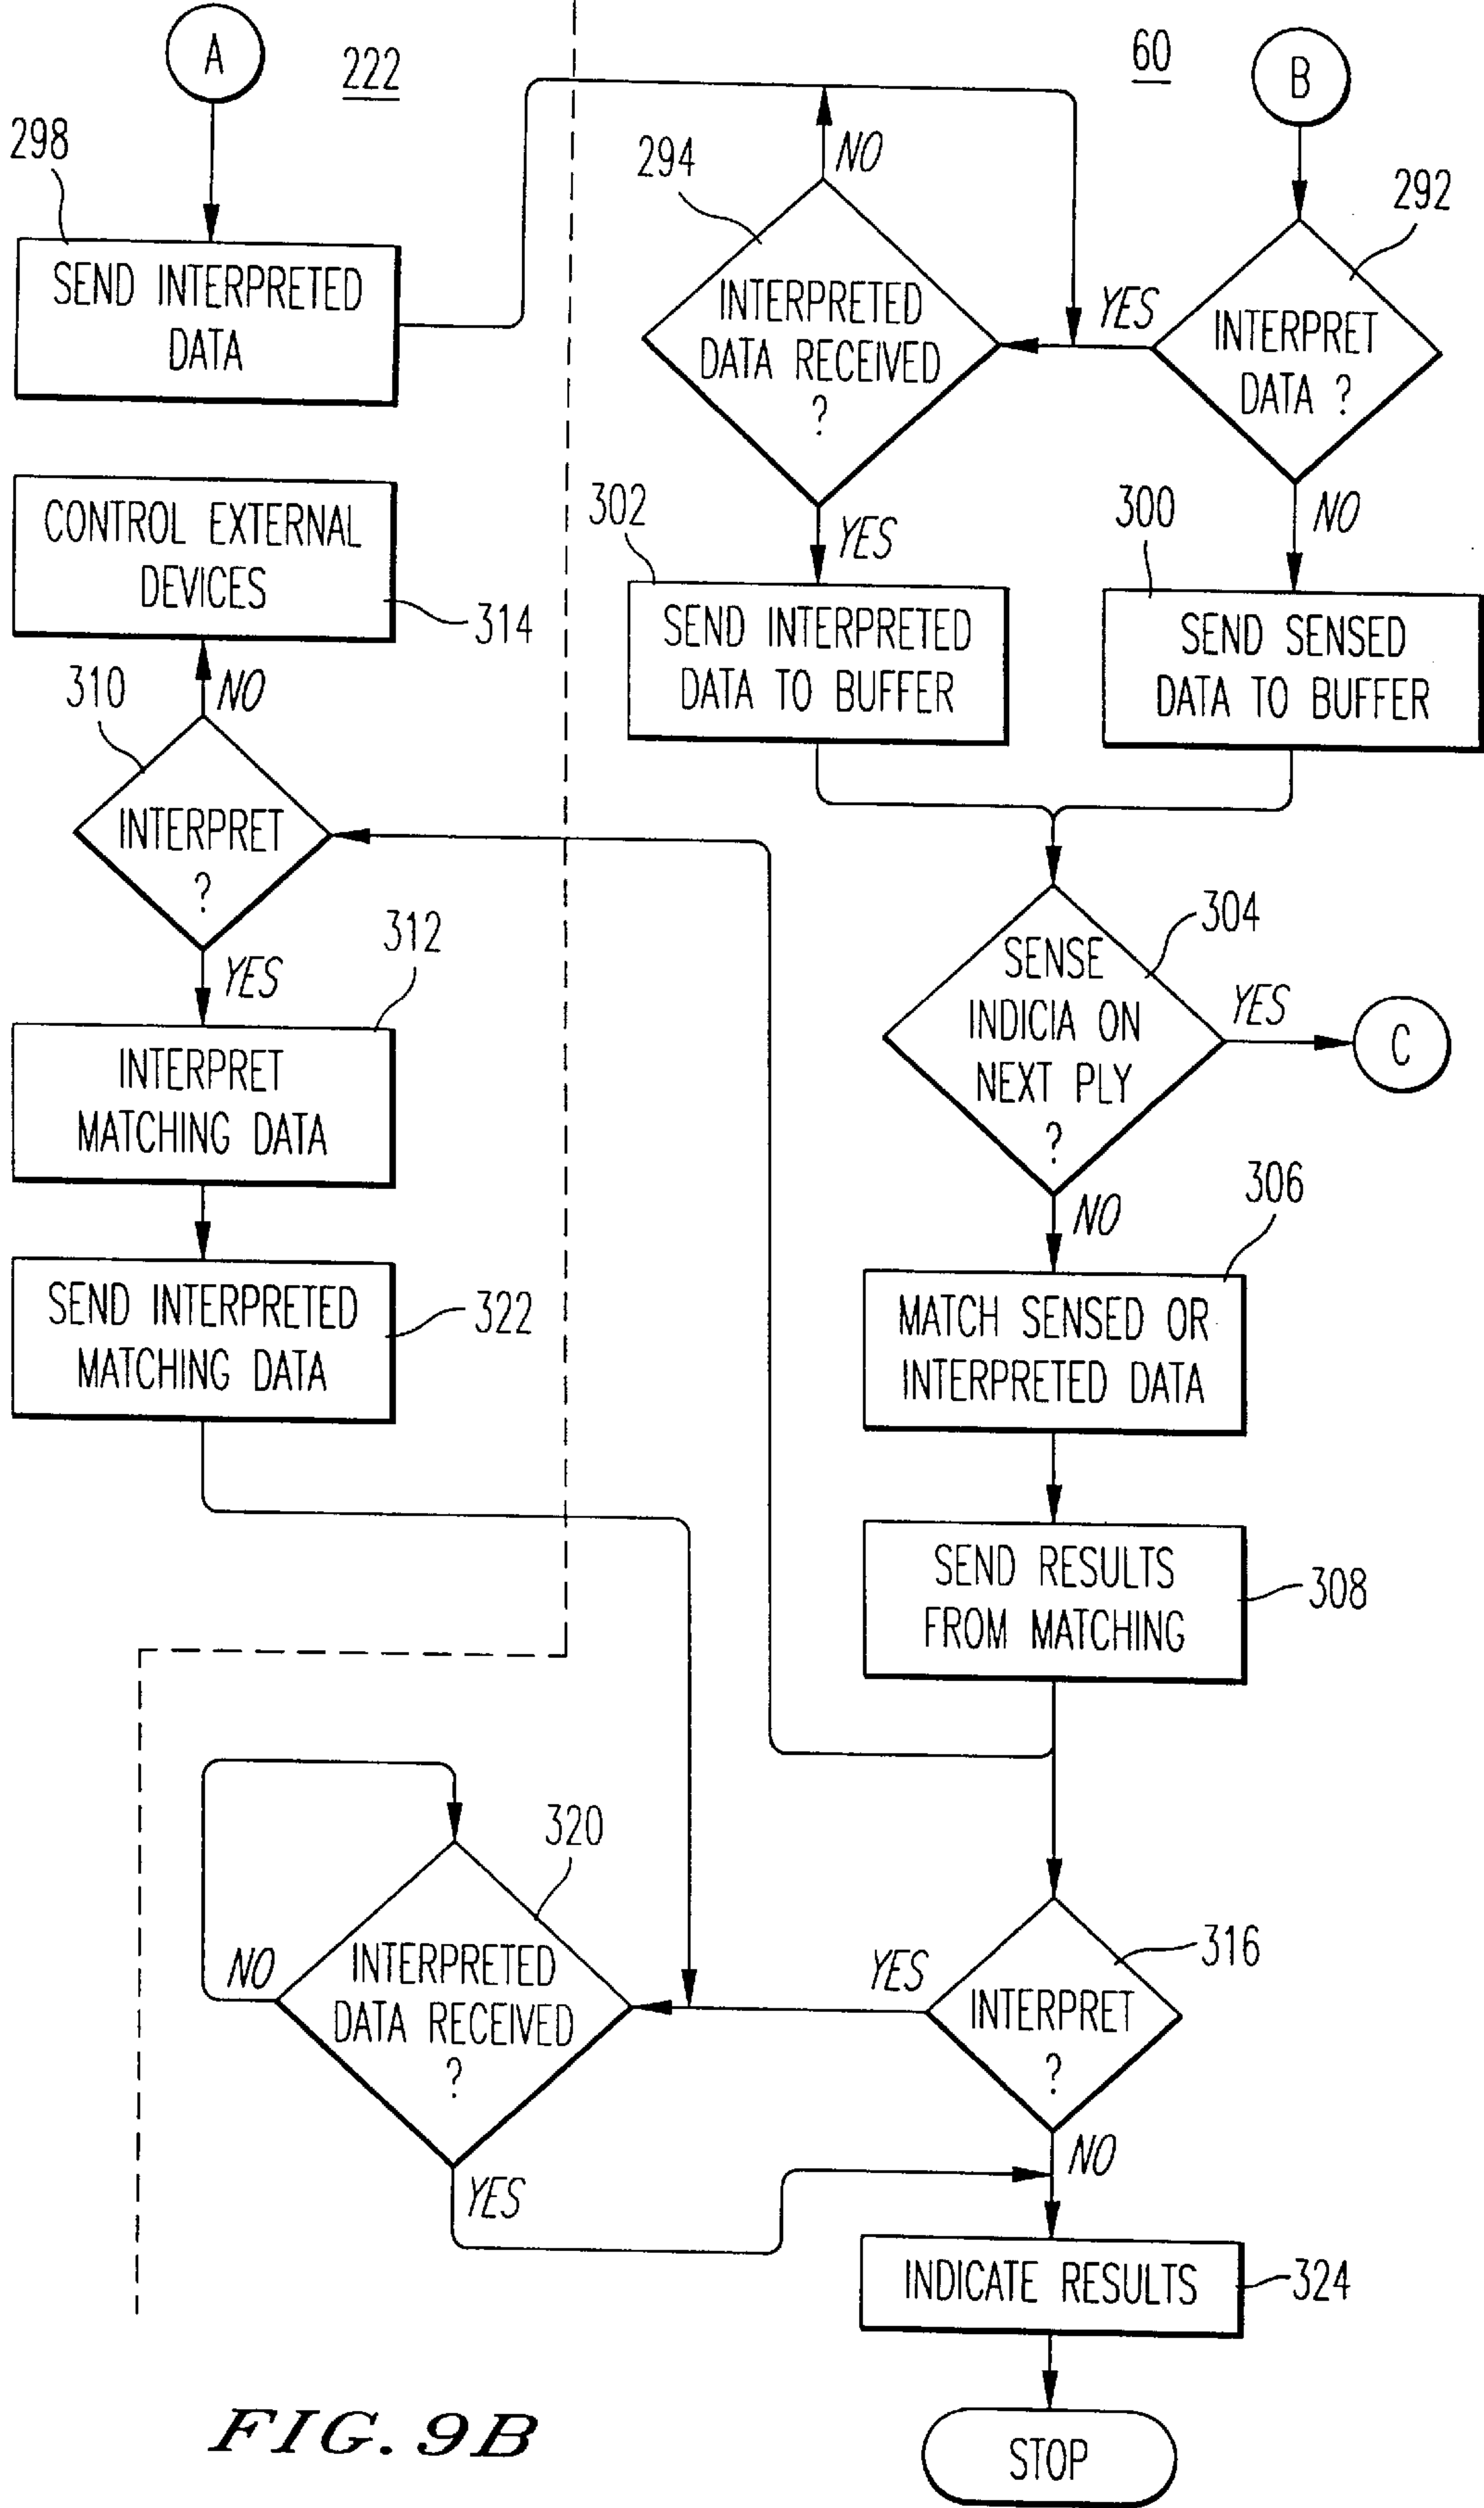 A
222
60
B
298
294
NO
292
SEND INTERPRETED
DATA
INTERPRETED
DATA RECEIVED
?
YES
INTERPRET
DATA ?
CONTROL EXTERNAL
DEVICES
314
302
YES
300
NO
310
NO
SEND INTERPRETED
DATA TO BUFFER
SEND SENSED
DATA TO BUFFER
INTERPRET
?
312
YES
304
SENSE
INDICIA ON
NEXT PLY
?
YES
C
INTERPRET
MATCHING DATA
NO
306
SEND INTERPRETED
MATCHING DATA
322
MATCH SENSED OR
INTERPRETED DATA
SEND RESULTS
FROM MATCHING
308
320
NO
INTERPRETED
DATA RECEIVED
?
YES
316
INTERPRET
?
YES
NO
INDICATE RESULTS
324
FIG. 9B
STOP